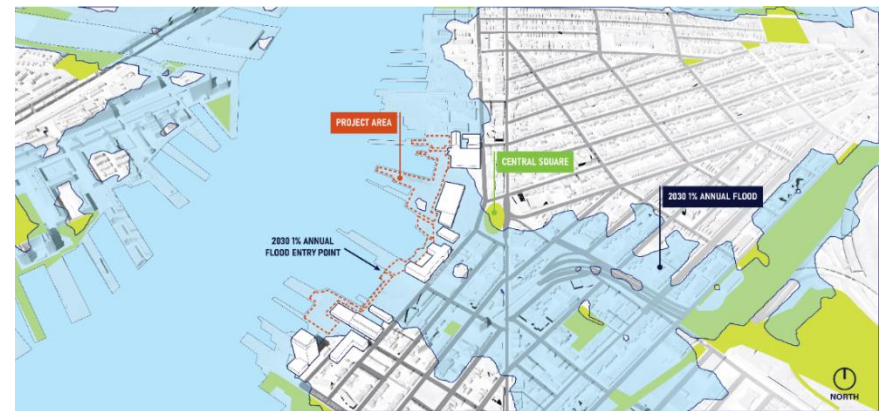 PROJECT AREA
CENTRAL SQUARE
2030 1% ANNUAL FLOOD
2030 1% ANNUAL
FLOOD ENTRY POINT
NORTH